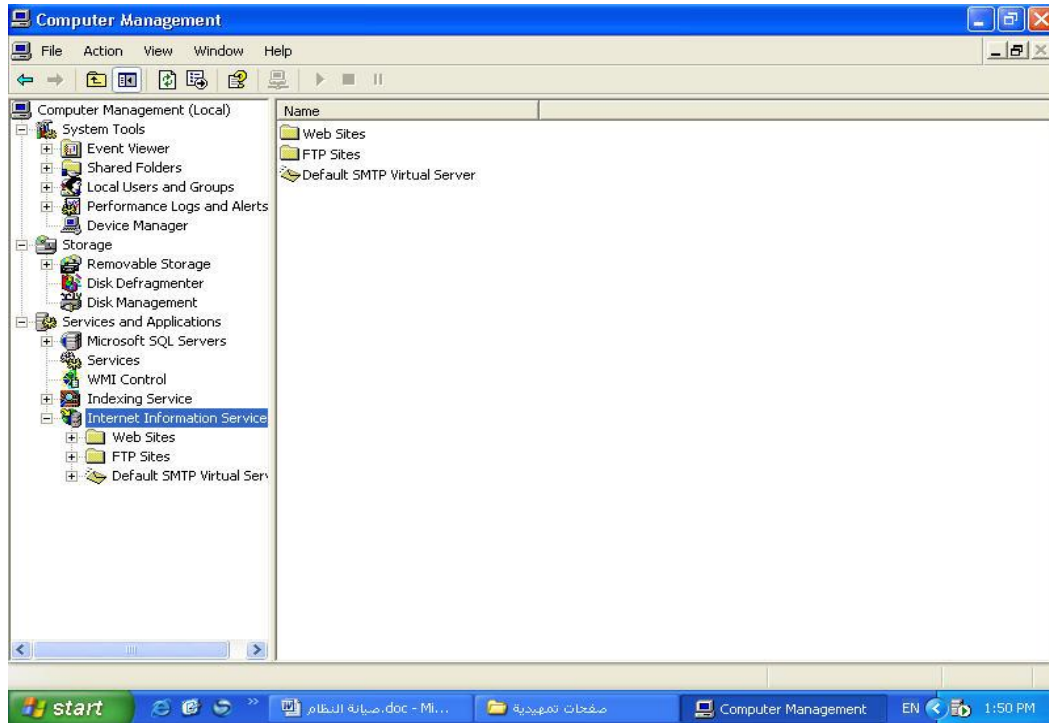 Computer Management
File Action View Window Help
Computer Management (Local)
System Tools
Event Viewer
Shared Folders
Local Users and Groups
Performance Logs and Alerts
Device Manager
Storage
Removable Storage
Disk Defragmenter
Disk Management
Services and Applications
Microsoft SQL Servers
Services
WMI Control
Indexing Service
Internet Information Service
Web Sites
FTP Sites
Default SMTP Virtual Serv
Name
Web Sites
FTP Sites
Default SMTP Virtual Server
start
صيانة النظام.doc - Mi...
صفحات تمهيدية
Computer Management
EN
1:50 PM